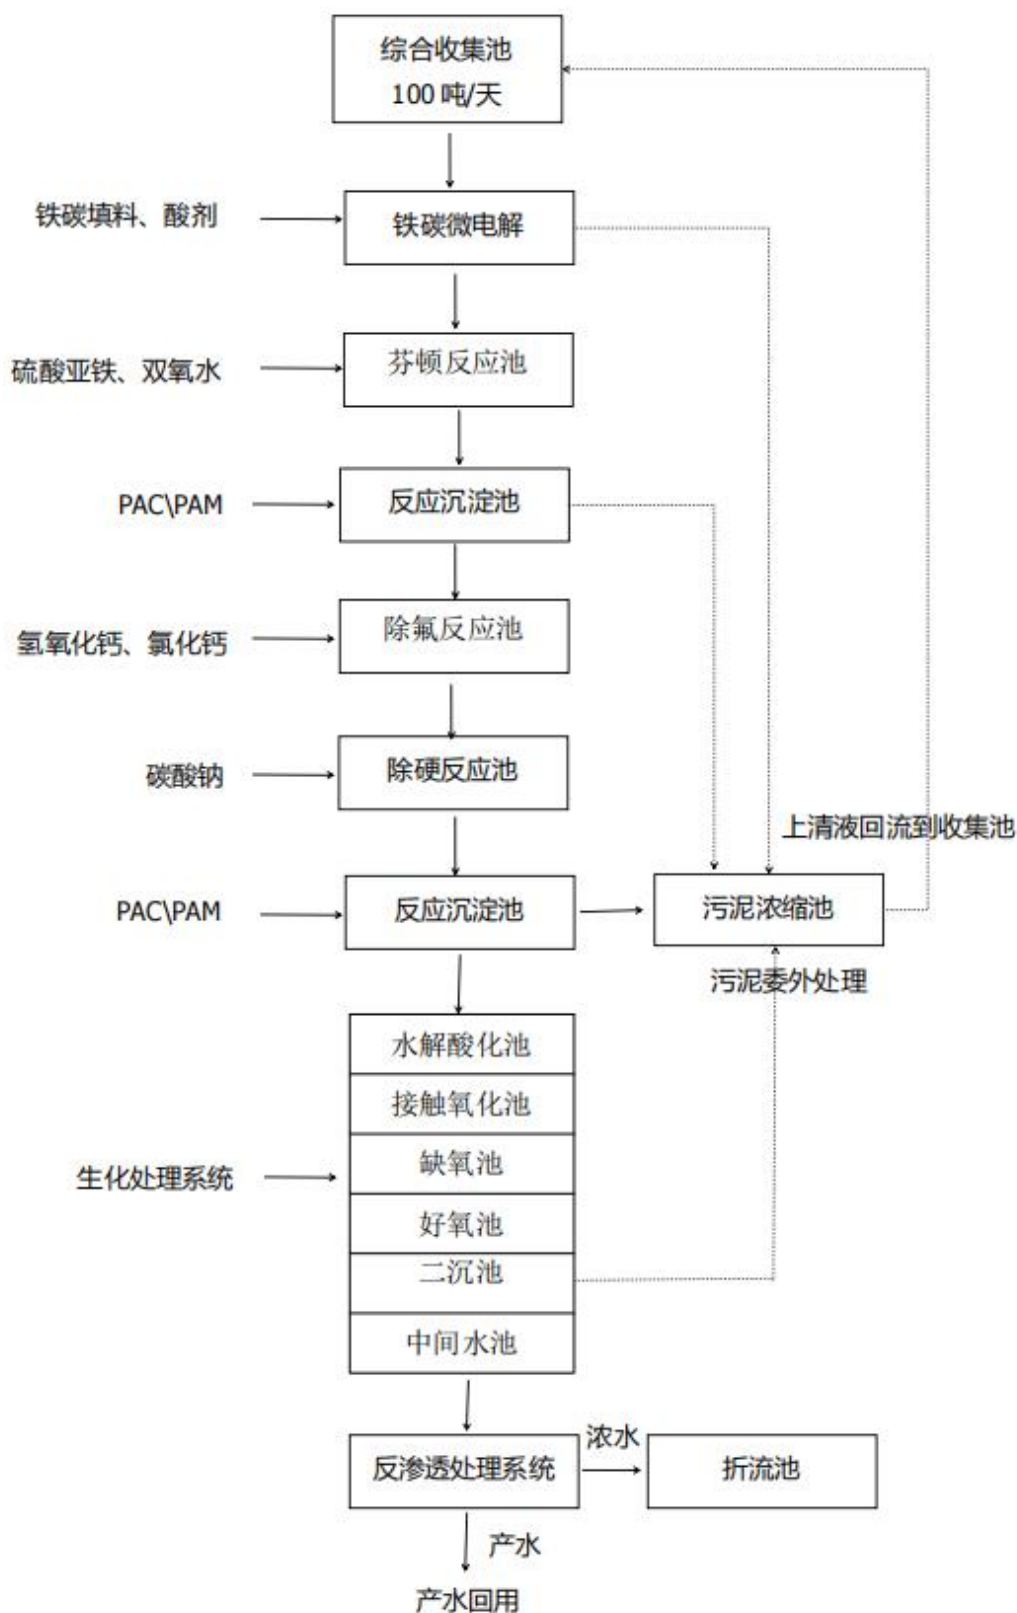 综合收集池
100 吨/天
铁碳填料、酸剂
铁碳微电解
硫酸亚铁、双氧水
芬顿反应池
PAC\PAM
反应沉淀池
氢氧化钙、氯化钙
除氟反应池
碳酸钠
除硬反应池
上清液回流到收集池
PAC\PAM
反应沉淀池
污泥浓缩池
污泥委外处理
水解酸化池
接触氧化池
生化处理系统
缺氧池
好氧池
二沉池
中间水池
反渗透处理系统
浓水
折流池
产水
产水回用